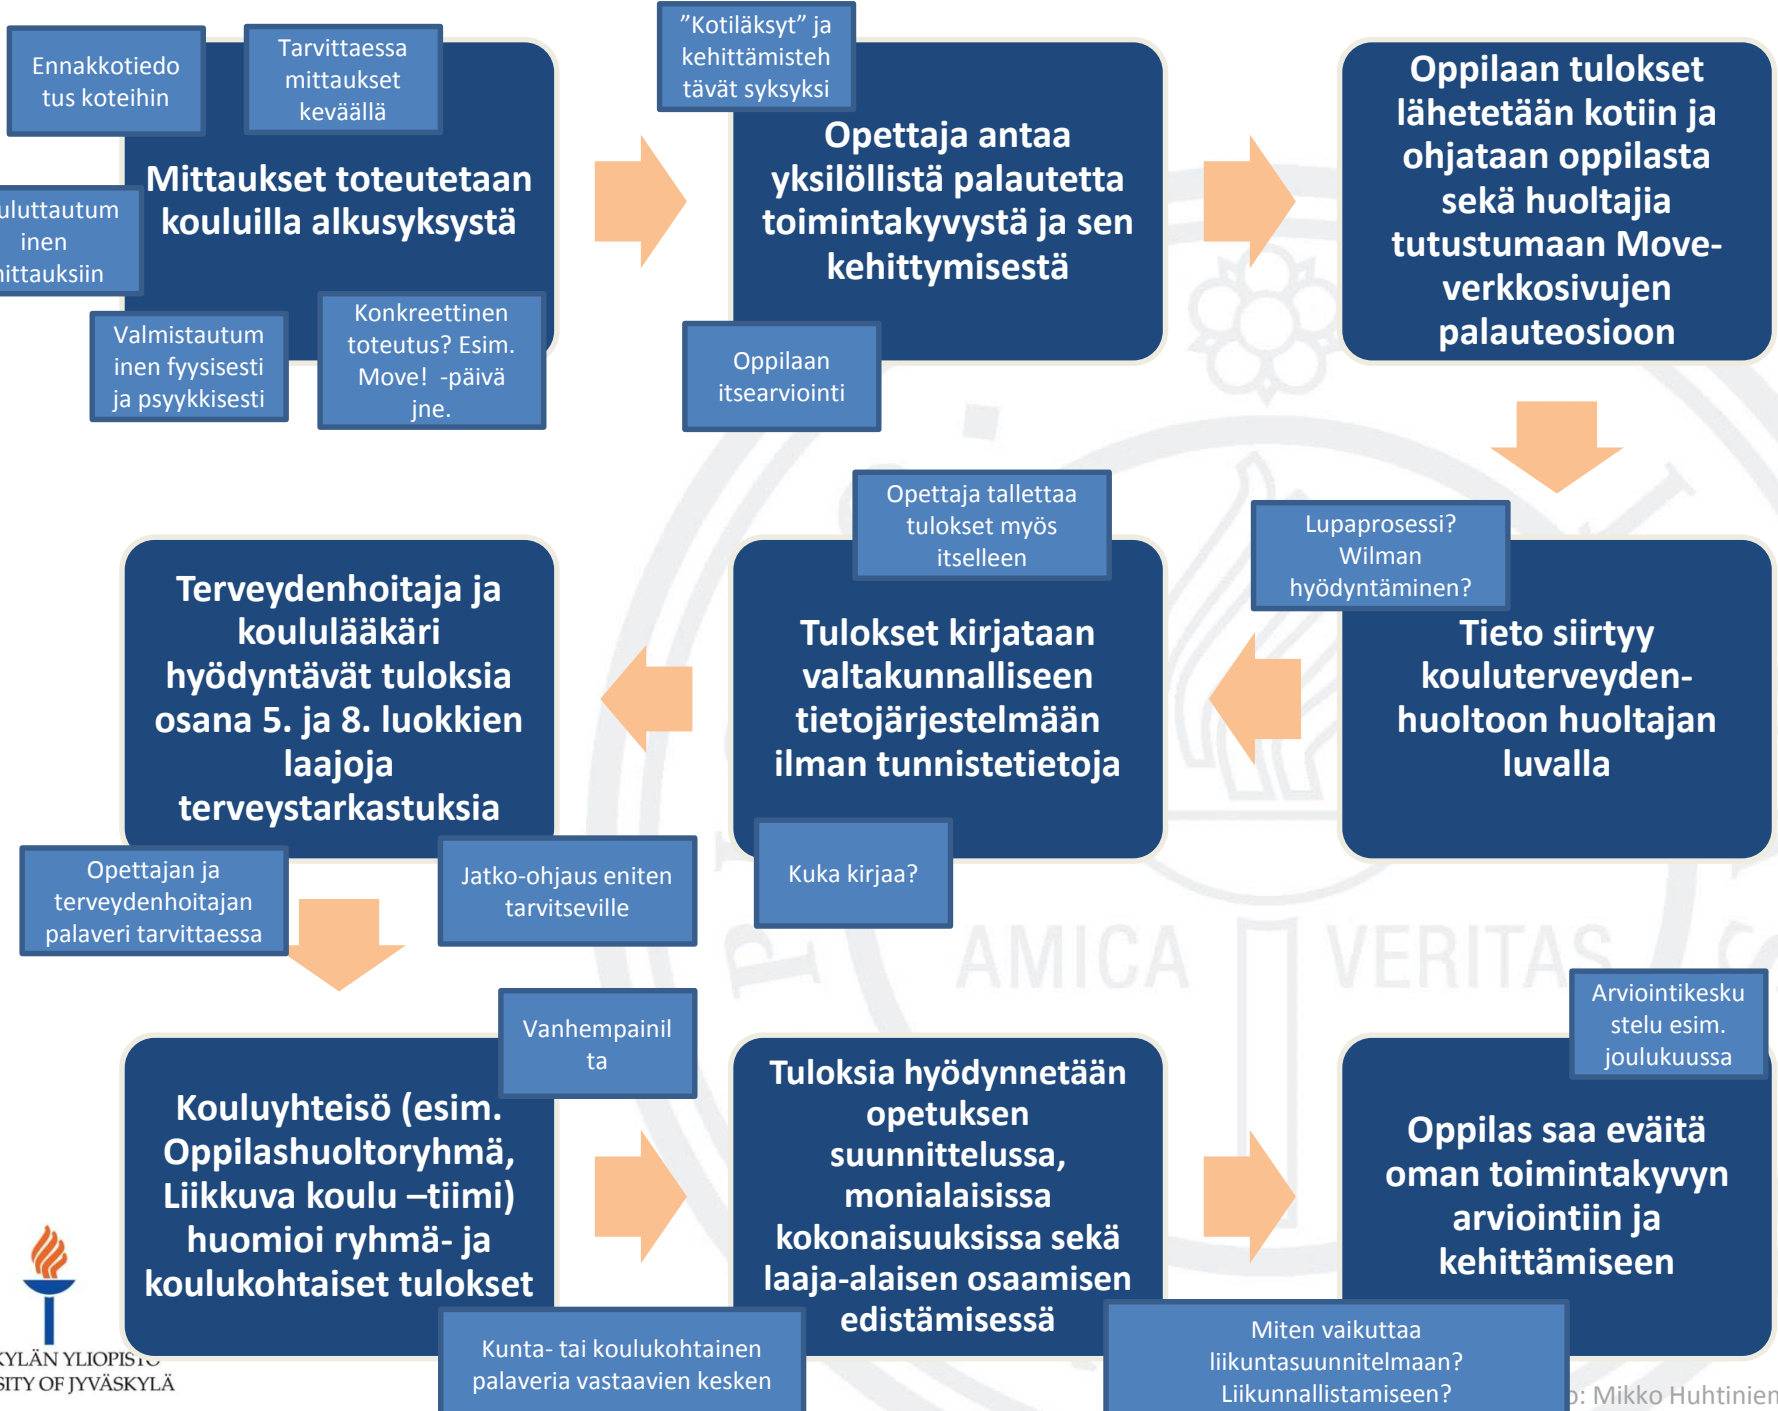 Ennakkotiedo
tus koteihin
Tarvittaessa
mittaukset
keväällä
Mittaukset toteutetaan
kouluilla alkusyksystä
uluttautum
inen
ittauksiin
Valmistautum
inen fyysisesti
ja psyykkisesti
Konkreettinen
toteutus? Esim.
Move! -päivä
jne.
”Kotiläksyt” ja
kehittämisteh
tävät syksyksi
Opettaja antaa
yksilöllistä palautetta
toimintakyvystä ja sen
kehittymisestä
Oppilaan
itsearviointi
Oppilaan tulokset
lähetetään kotiin ja
ohjataan oppilasta
sekä huoltajia
tutustumaan Move-
verkkosivujen
palauteosioon
Lupaprosessi?
Wilman
hyödyntäminen?
Tieto siirtyy
kouluterveyden-
huoltoon huoltajan
luvalla
Opettaja tallettaa
tulokset myös
itselleen
Tulokset kirjataan
valtakunnalliseen
tietojärjestelmään
ilman tunnistetietoja
Kuka kirjaa?
Terveydenhoitaja ja
koululääkäri
hyödyntävät tuloksia
osana 5. ja 8. luokkien
laajoja
terveystarkastuksia
Opettajan ja
terveydenhoitajan
palaveri tarvittaessa
Jatko-ohjaus eniten
tarvitseville
AMICA VERITAS
Vanhempainil
ta
Kouluyhteisö (esim.
Oppilashuoltoryhmä,
Liikkuva koulu –tiimi)
huomioi ryhmä- ja
koulukohtaiset tulokset
Kunta- tai koulukohtainen
palaveria vastaavien kesken
Tuloksia hyödynnetään
opetuksen
suunnittelussa,
monialaisissa
kokonaisuuksissa sekä
laaja-alaisen osaamisen
edistämisessä
Miten vaikuttaa
liikuntasuunnitelmaan?
Liikunnallistamiseen?
Arviointikesku
stelu esim.
joulukuussa
Oppilas saa eväitä
oman toimintakyvyn
arviointiin ja
kehittämiseen
KYLÄN YLIOPISTO
SITY OF JYVÄSKYLÄ
o: Mikko Huhtiniem